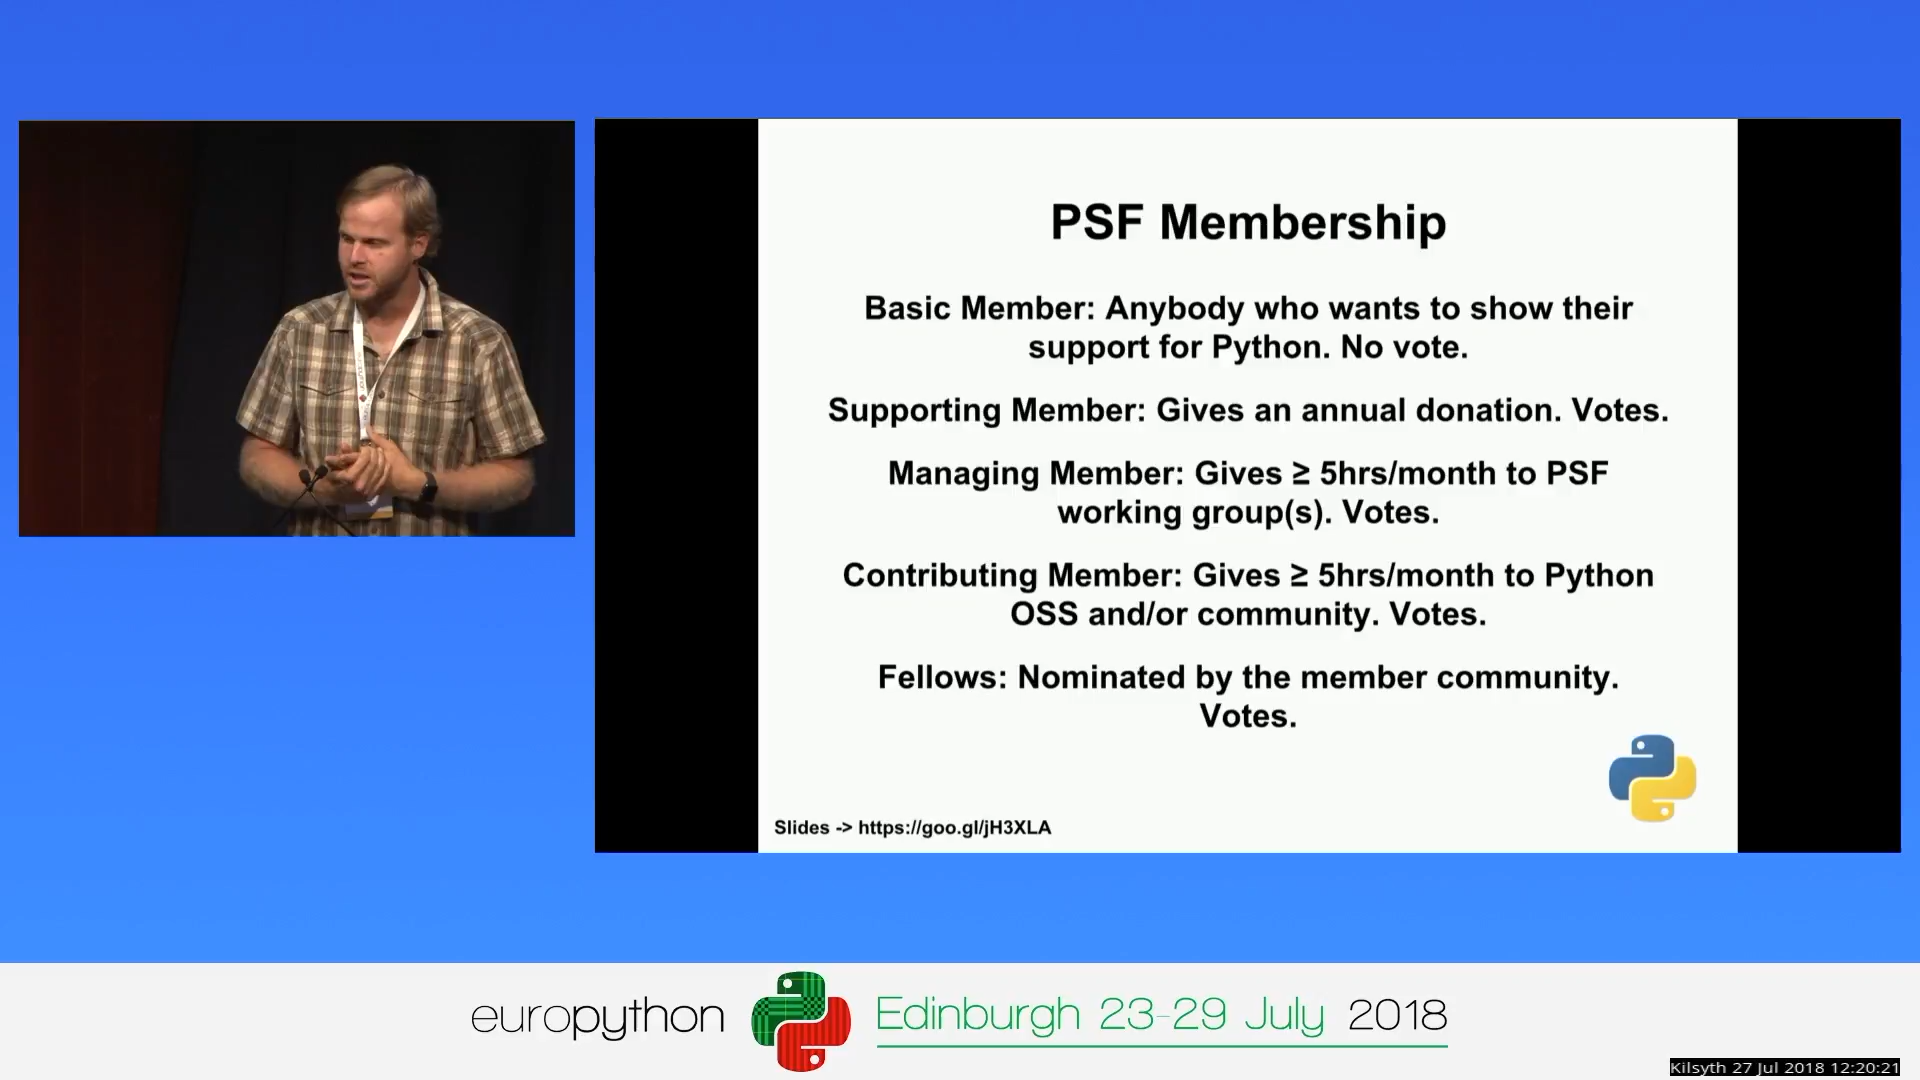 PSF Membership
Basic Member: Anybody who wants to show their
support for Python. No vote.
Supporting Member: Gives an annual donation. Votes.
Managing Member: Gives ≥ 5hrs/month to PSF
working group(s). Votes.
Contributing Member: Gives ≥ 5hrs/month to Python
OSS and/or community. Votes.
Fellows: Nominated by the member community.
Votes.
Slides -> https://goo.gl/jH3XLA
europython Edinburgh 23-29 July 2018
Kilsyth 27 Jul 2018 12:20:21